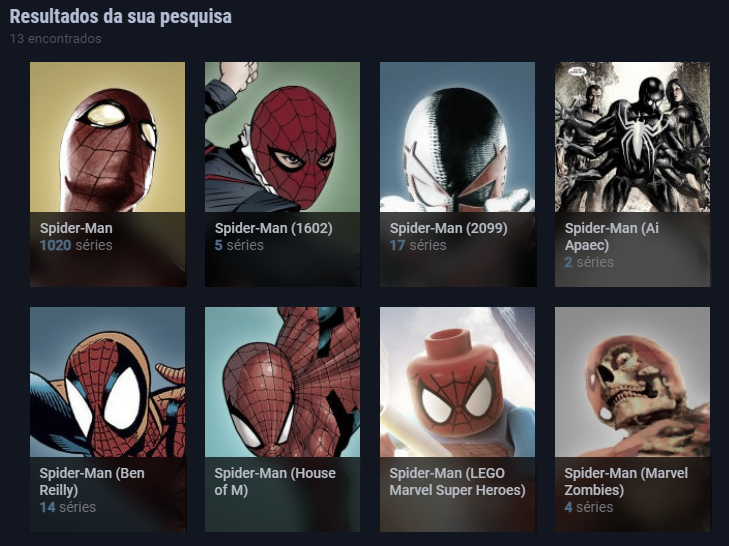 Resultados da sua pesquisa
13 encontrados
Spider-Man
1020 séries
Spider-Man (1602)
5 séries
Spider-Man (2099)
17 séries
Spider-Man (Ai
Apaec)
2 séries
Spider-Man (Ben
Reilly)
14 séries
Spider-Man (House
of M)
Spider-Man (LEGO
Marvel Super Heroes)
Spider-Man (Marvel
Zombies)
4 séries